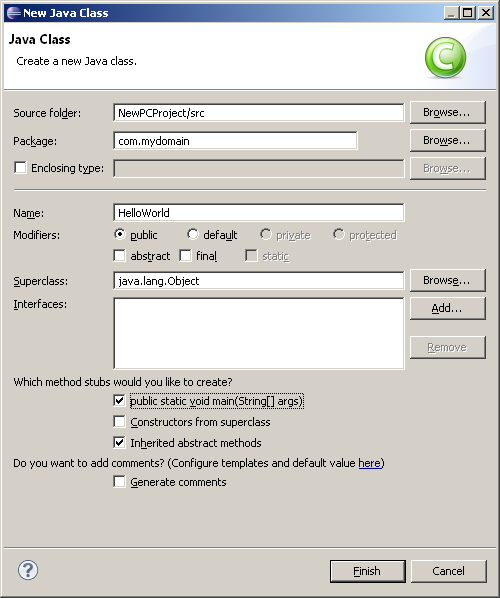 New Java Class
Java Class
Create a new Java class.
C
Source folder: NewPCProject/src Browse...
Package: com.mydomain Browse...
Enclosing type: Browse...
Name: HelloWorld
Modifiers: public default private protected
abstract final static
Superclass: java.lang.Object Browse...
Interfaces: Add...
Remove
Which method stubs would you like to create?
public static void main(String[] args)
Constructors from superclass
Inherited abstract methods
Do you want to add comments? (Configure templates and default value here)
Generate comments
? Finish Cancel